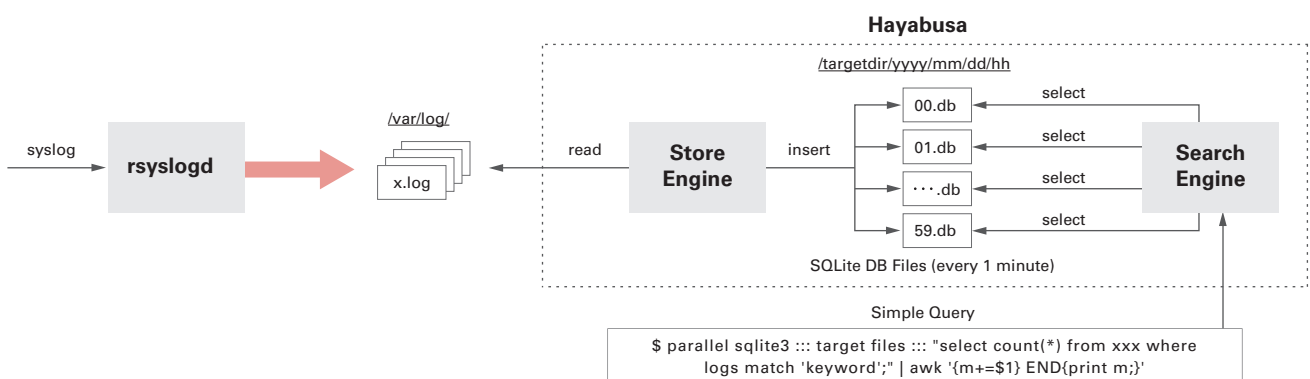 Hayabusa
/targetdir/yyyy/mm/dd/hh
syslog
rsyslogd
/var/log/
x.log
read
Store
Engine
insert
00.db
01.db
···.db
59.db
select
select
select
select
Search
Engine
SQLite DB Files (every 1 minute)
Simple Query
$ parallel sqlite3 ::: target files ::: "select count(*) from xxx where
logs match 'keyword';" | awk '{m+=$1} END{print m;}'